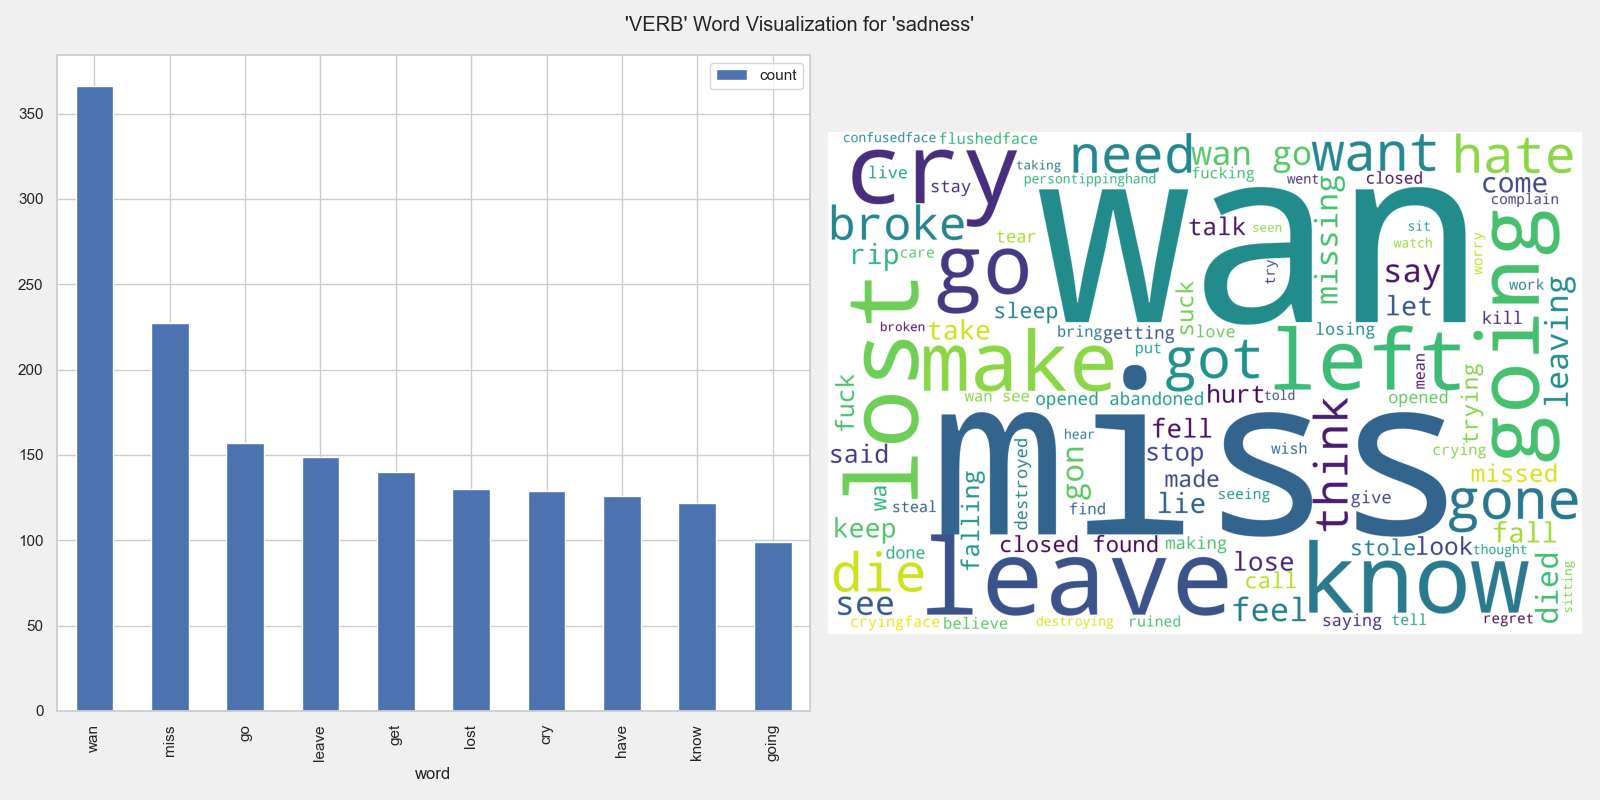 'VERB' Word Visualization for 'sadness'
count
350
300
250
200
150
100
50
0
wan
miss
go
leave
get
lost
cry
have
know
going
word
confusedface
flushedface
cry
live
stay
taking
need
persontippinghand
wan
fucking
go
went
want
closed
hate
come
complain
broke
rip
care
tear
go
wan
talk
seen
try
missing
sit
watch
say
let
worry
going
work
kill
leaving
lost
sleep
broken
take
bring
getting
suck
love
losing
make
put
got
left
mean
fuck
wan see
opened
abandoned
hurt
told
opened
trying
miss
said
hear
fell
stop
wish
think
crying
missed
wa
steal
falling
destroyed
gon
find
made
lie
seeing
give
gone
keep
done
closed
found
making
lose
stole
look
thought
fall
die
see
leave
call
feel
know
died
sitting
cryingface
believe
destroying
ruined
saying
tell
regret